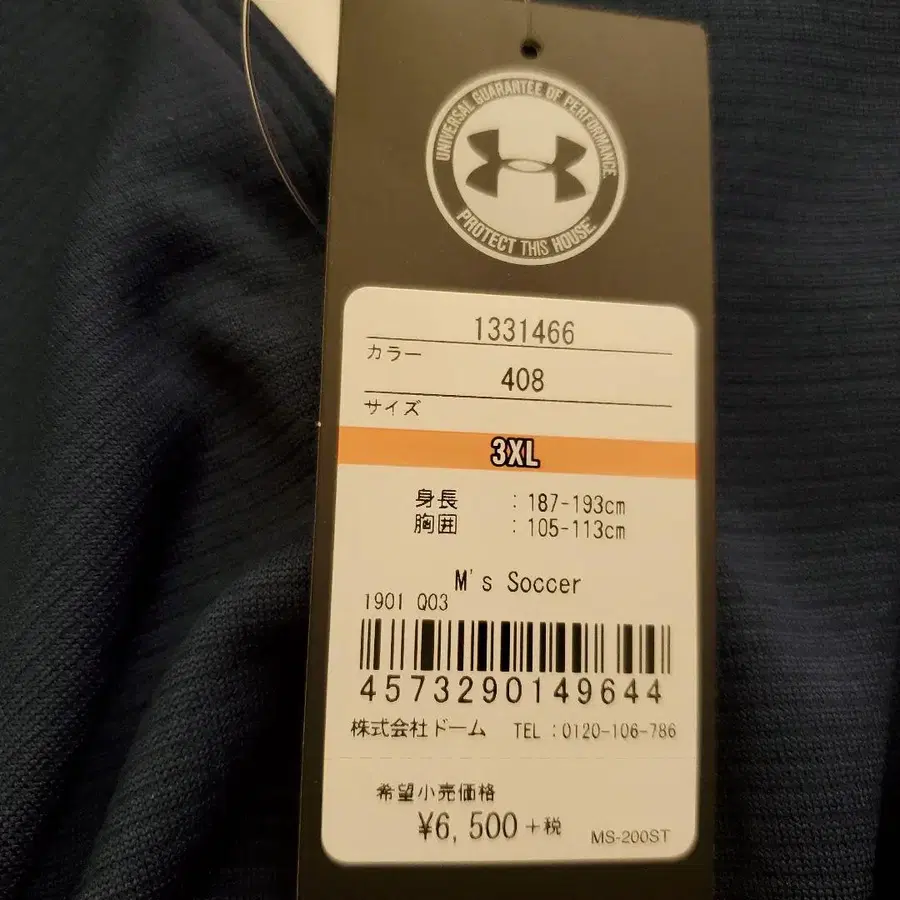 UNIVERSAL GUARANTEE OF PERFORMANCE.
PROTECT THIS HOUSE
1331466
カラー
408
サイズ
3XL
身長 : 187-193cm
胸囲 : 105-113cm
M's Soccer
1901 Q03
4573290149644
株式会社ドーム TEL:0120-106-786
希望小売価格
¥6,500+税
MS-200ST